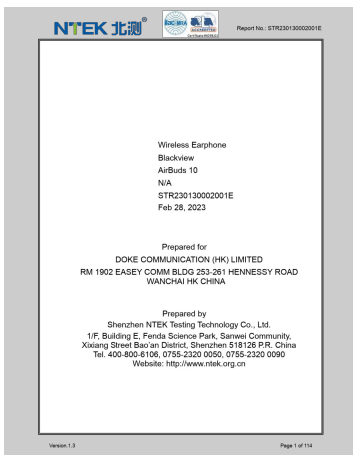 NTEK 北测®
ACCREDITED
Report No.: STR230130002001E
Wireless Earphone
Blackview
AirBuds 10
N/A
STR230130002001E
Feb 28, 2023
Prepared for
DOKE COMMUNICATION (HK) LIMITED
RM 1902 EASEY COMM BLDG 253-261 HENNESSY ROAD
WANCHAI HK CHINA
Prepared by
Shenzhen NTEK Testing Technology Co., Ltd.
1/F, Building E, Fenda Science Park, Sanwei Community,
Xixiang Street Bao'an District, Shenzhen 518126 P.R. China
Tel. 400-800-6106, 0755-2320 0050, 0755-2320 0090
Website: http://www.ntek.org.cn
Version.1.3
Page 1 of 114